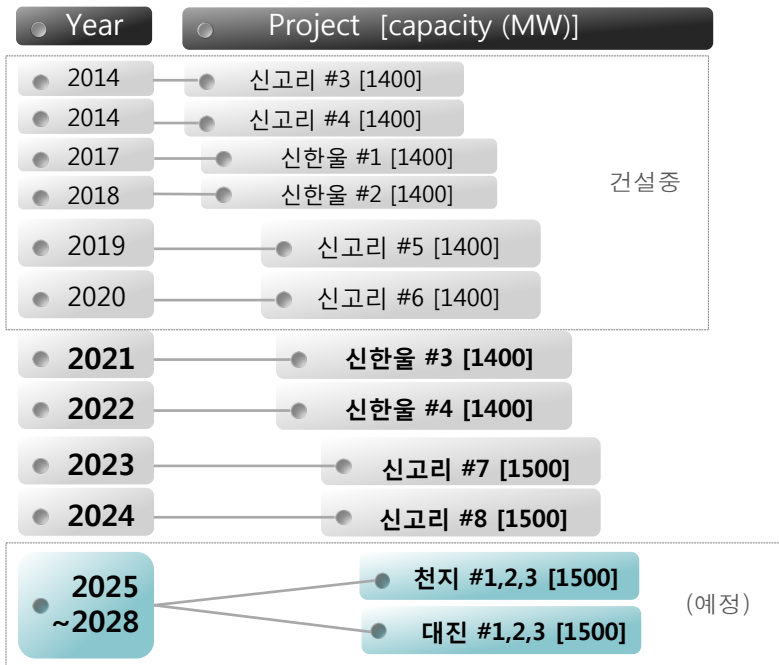 Year Project [capacity (MW)]
2014 신고리 #3 [1400]
2014 신고리 #4 [1400]
2017 신한울 #1 [1400]
2018 신한울 #2 [1400]
건설중
2019 신고리 #5 [1400]
2020 신고리 #6 [1400]
2021 신한울 #3 [1400]
2022 신한울 #4 [1400]
2023 신고리 #7 [1500]
2024 신고리 #8 [1500]
2025
~2028
천지 #1,2,3 [1500]
(예정)
대진 #1,2,3 [1500]